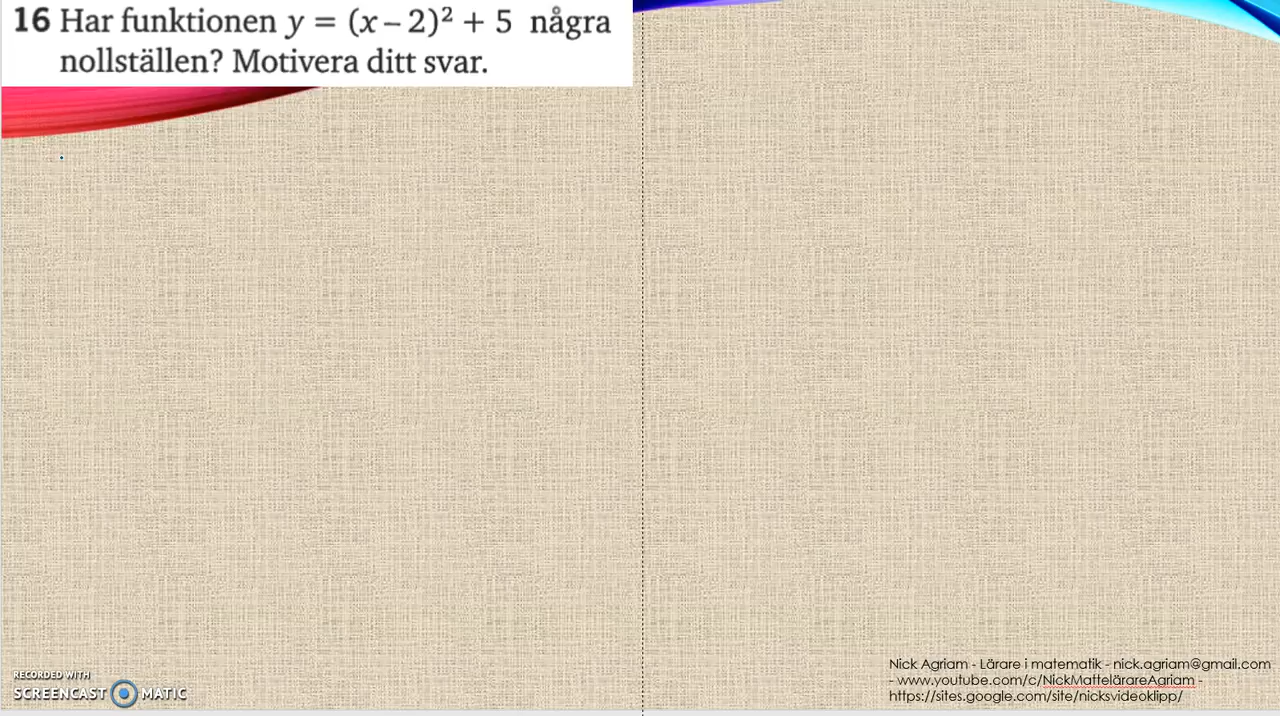 16 Har funktionen y = (x – 2)² + 5 några
nollställen? Motivera ditt svar.
RECORDED WITH
SCREENCAST MATIC
Nick Agriam - Lärare i matematik - nick.agriam@gmail.com
- www.youtube.com/c/NickMattelärareAgriam -
https://sites.google.com/site/nicksvideoklipp/